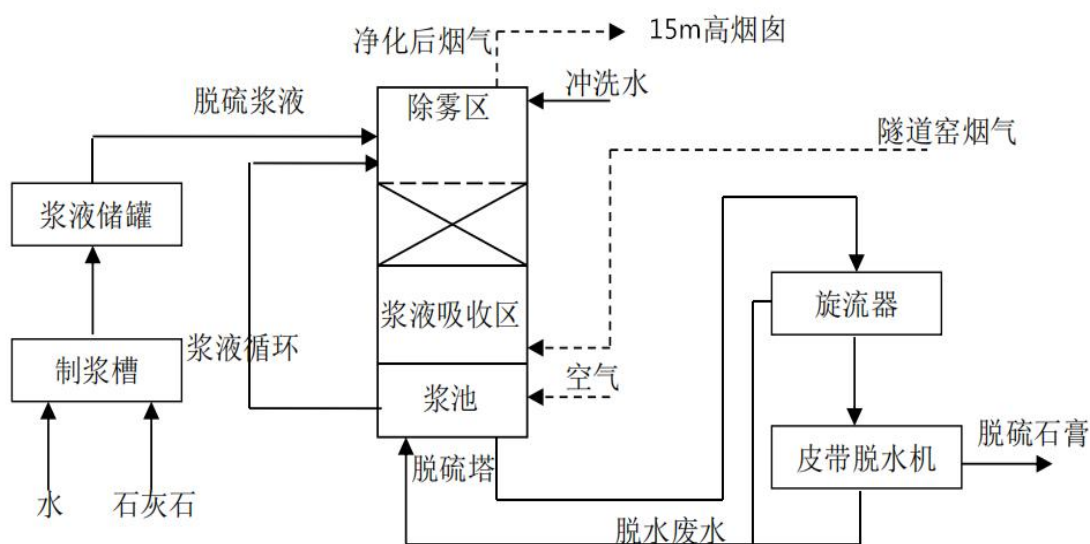 净化后烟气
15m高烟囱
冲洗水
脱硫浆液
除雾区
隧道窑烟气
浆液储罐
旋流器
浆液吸收区
浆液循环
制浆槽
空气
浆池
脱硫石膏
皮带脱水机
脱硫塔
水
石灰石
脱水废水